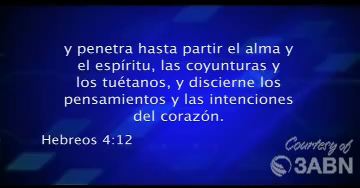 y penetra hasta partir el alma y
el espíritu, las coyunturas y
los tuétanos, y discierne los
pensamientos y las intenciones
del corazón.
Hebreos 4:12
Courtesy of
3ABN